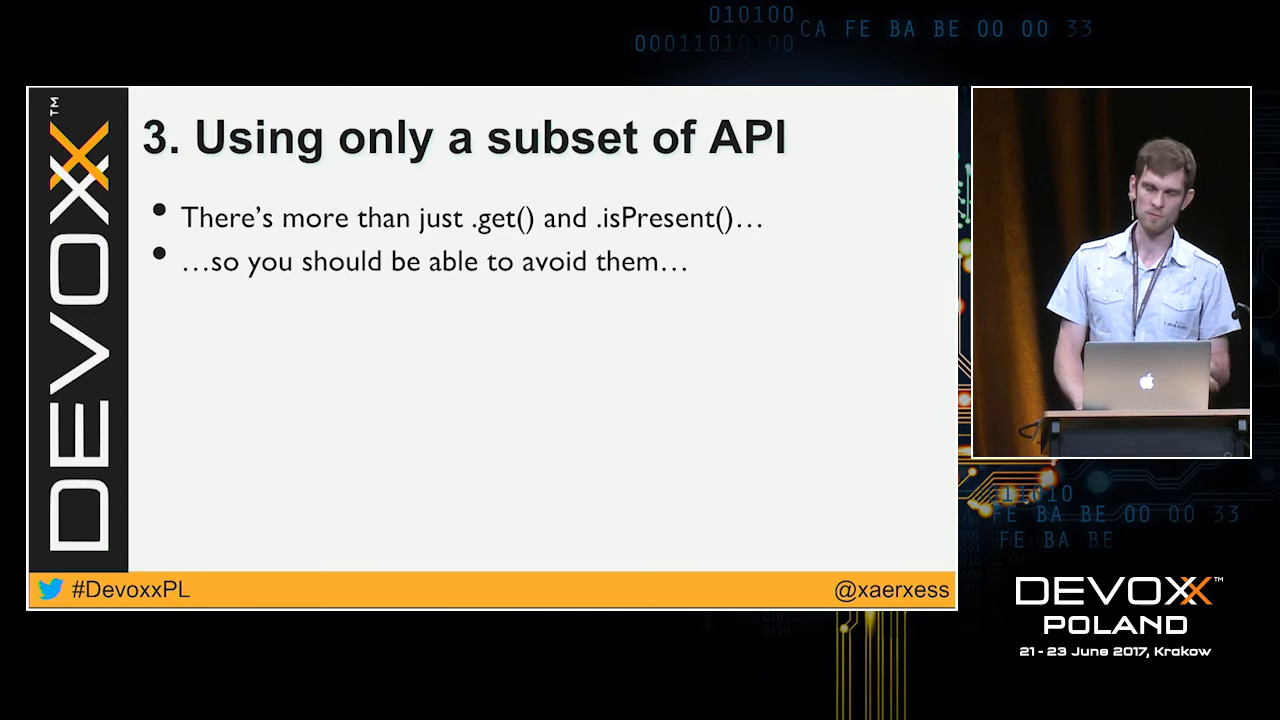 010100
00011010100
CA FE BA BE 00 00 33
DEVOXX™
3. Using only a subset of API
• There's more than just .get() and .isPresent()…
• …so you should be able to avoid them…
#DevoxxPL
@xaerxess
FE BA BE 00 00 33
FE BA BE
DEVOXX™
POLAND
21 - 23 June 2017, Krakow